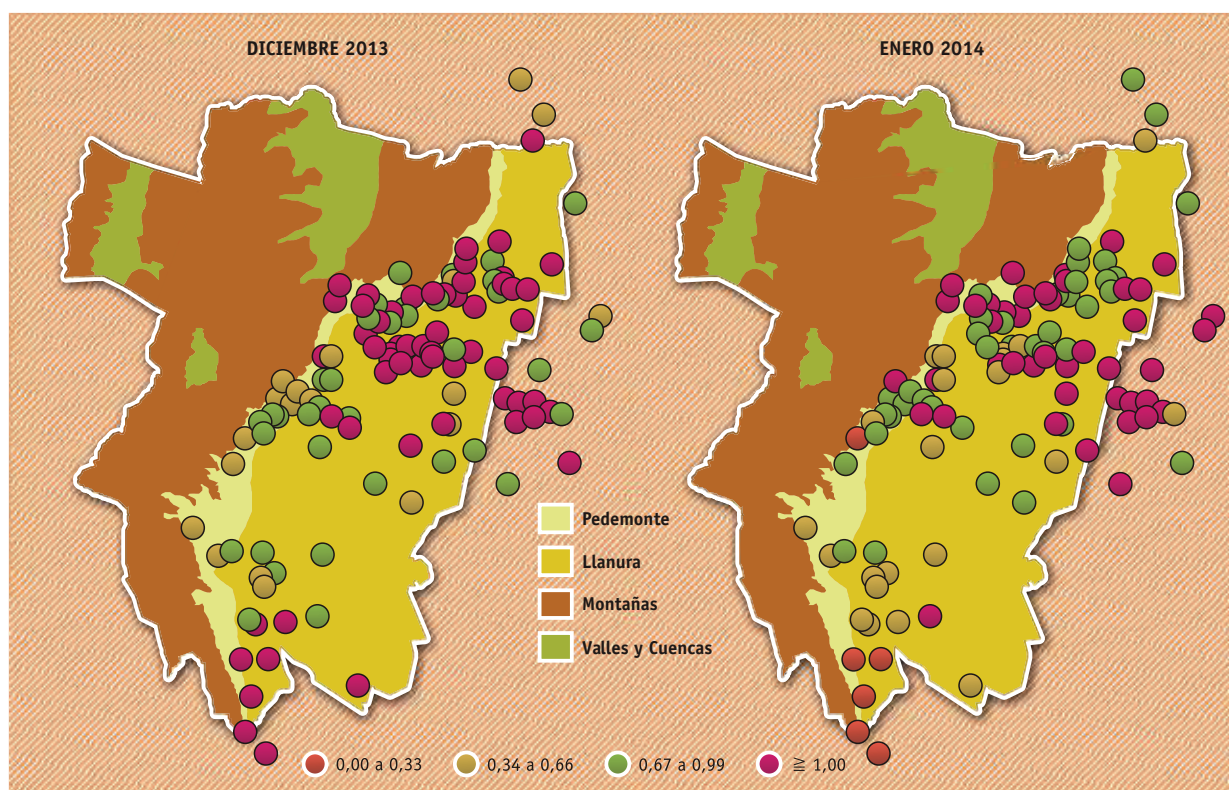 DICIEMBRE 2013
ENERO 2014
Pedemonte
Llanura
Montañas
Valles y Cuencas
0,00 a 0,33
0,34 a 0,66
0,67 a 0,99
≧ 1,00